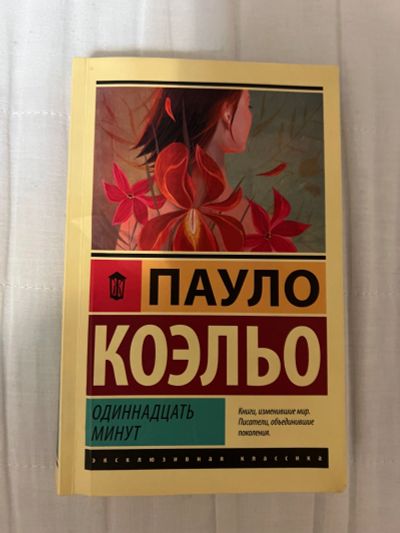 ПАУЛО
КОЭЛЬО
ОДИННАДЦАТЬ
МИНУТ
Книги, изменившие мир.
Писатели, объединившие
поколения.
эксклюзивная классика